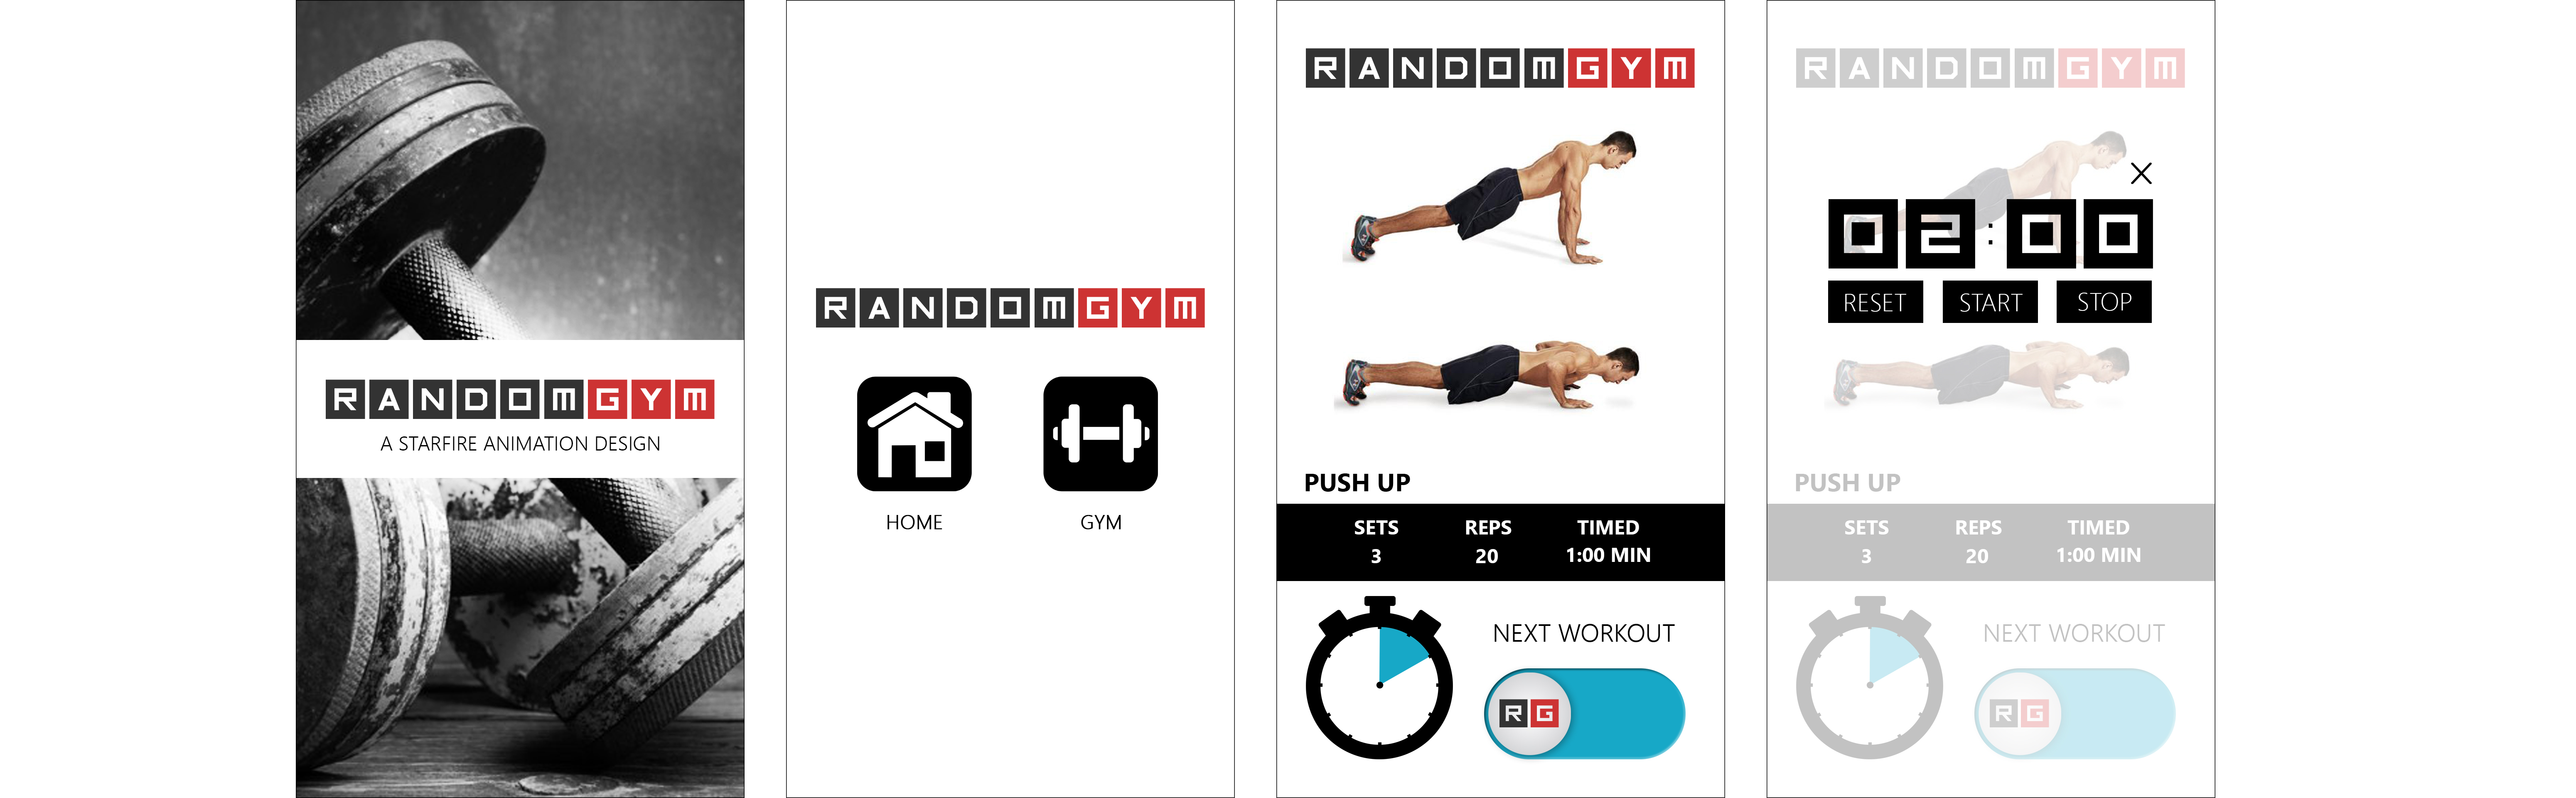 RANDOMGYM
A STARFIRE ANIMATION DESIGN
RANDOMGYM
HOME
GYM
RANDOMGYM
PUSH UP
SETS REPS TIMED
3 20 1:00 MIN
NEXT WORKOUT
RG
RANDOMGYM
02:00
RESET START STOP
PUSH UP
SETS REPS TIMED
3 20 1:00 MIN
NEXT WORKOUT
RG